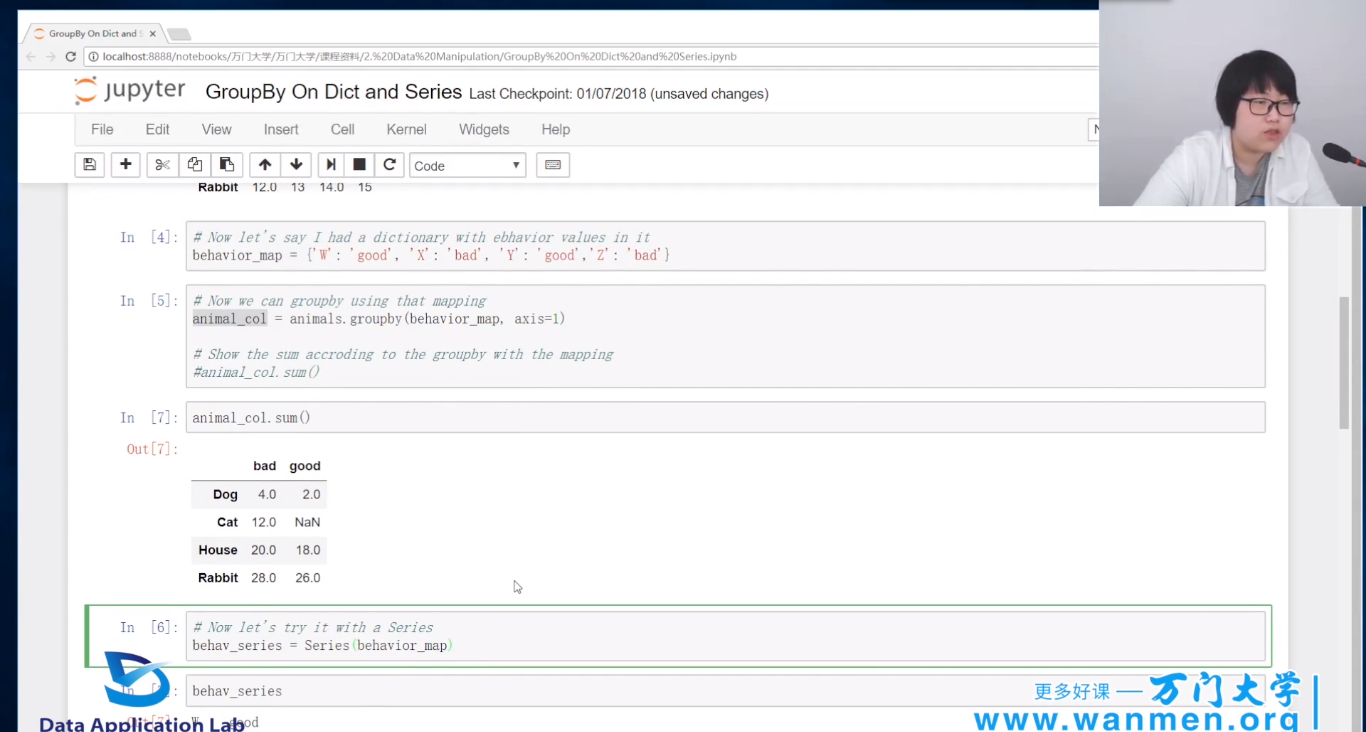 GroupBy On Dict and S
localhost:8888/notebooks/万门大学/万门大学/课程资料/2.%20Data%20Manipulation/GroupBy%20On%20Dict%20and%20Series.ipynb
jupyter GroupBy On Dict and Series Last Checkpoint: 01/07/2018 (unsaved changes)
File Edit View Insert Cell Kernel Widgets Help
Code
Rabbit 12.0 13 14.0 15
In [4]: # Now let's say I had a dictionary with ebhavior values in it
behavior_map = {'W': 'good', 'X': 'bad', 'Y': 'good','Z': 'bad'}
In [5]: # Now we can groupby using that mapping
animal_col = animals.groupby(behavior_map, axis=1)
# Show the sum accroding to the groupby with the mapping
#animal_col.sum()
In [7]: animal_col.sum()
Out[7]:
bad good
Dog 4.0 2.0
Cat 12.0 NaN
House 20.0 18.0
Rabbit 28.0 26.0
In [6]: # Now let's try it with a Series
behav_series = Series(behavior_map)
behav_series
good
Data Application Lab
更多好课 — 万门大学
www.wanmen.org